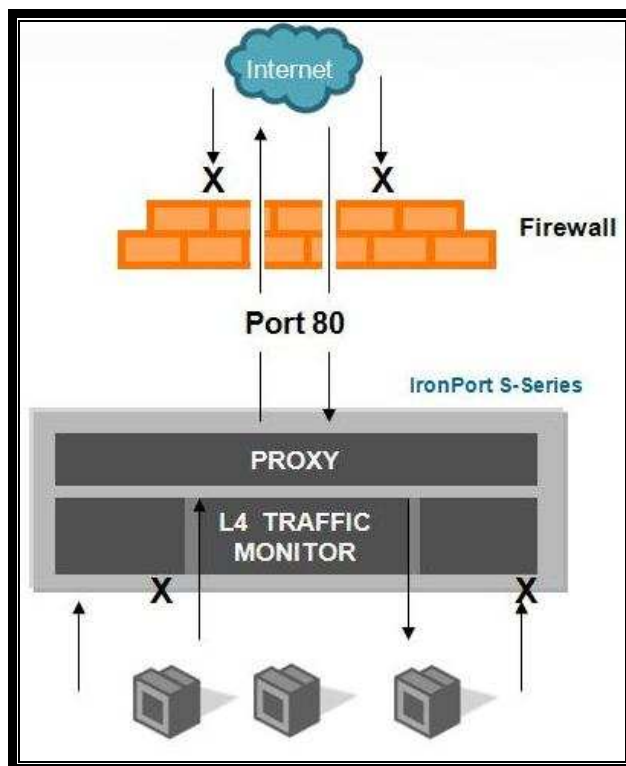 Internet
X X
Firewall
Port 80
IronPort S-Series
PROXY
L4 TRAFFIC
MONITOR
X X